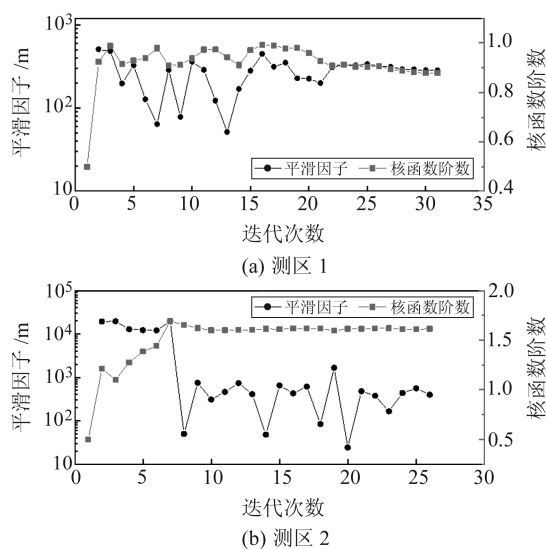 10³
10²
10
平滑因子 /m
1.0
0.8
0.6
0.4
核函数阶数
平滑因子 核函数阶数
0 5 10 15 20 25 30 35
迭代次数
(a) 测区 1
10⁵
10⁴
10³
10²
10
平滑因子 /m
2.0
1.5
1.0
0.5
核函数阶数
平滑因子 核函数阶数
0 5 10 15 20 25 30
迭代次数
(b) 测区 2